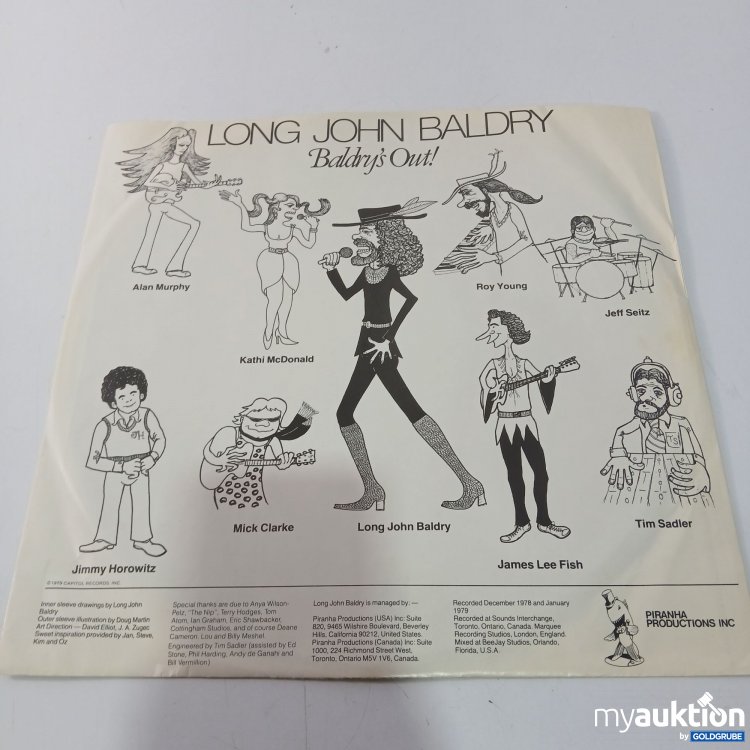 LONG JOHN BALDRY
Baldry's Out!
Alan Murphy
Kathi McDonald
Roy Young
Jeff Seitz
JH
TS
Jimmy Horowitz
Mick Clarke
Long John Baldry
James Lee Fish
Tim Sadler
©1979 CAPITOL RECORDS INC.
Inner sleeve drawings by Long John
Baldry
Outer sleeve illustration by Doug Martin
Art Direction — David Elliot, J. A. Zugec
Sweet inspiration provided by Jan, Steve,
Kim and Oz
Special thanks are due to Anya Wilson-
Pelz, "The Nip", Terry Hodges, Tom
Atom, Ian Graham, Eric Shawbacker,
Cottingham Studios, and of course Deane
Cameron. Lou and Billy Meshel.
Engineered by Tim Sadler (assisted by Ed
Stone, Phil Harding, Andy de Ganahl and
Bill Vermillion)
Long John Baldry is managed by: —
Piranha Productions (USA) Inc: Suite
820, 9465 Wilshire Boulevard, Beverley
Hills, California 90212, United States.
Piranha Productions (Canada) Inc: Suite
1000, 224 Richmond Street West,
Toronto, Ontario M5V 1V6, Canada.
Recorded December 1978 and January
1979
Recorded at Sounds Interchange,
Toronto, Ontario, Canada. Marquee
Recording Studios, London, England.
Mixed at BeeJay Studios, Orlando,
Florida, U.S.A.
PIRANHA
PRODUCTIONS INC
myauktion
by GOLDGRUBE